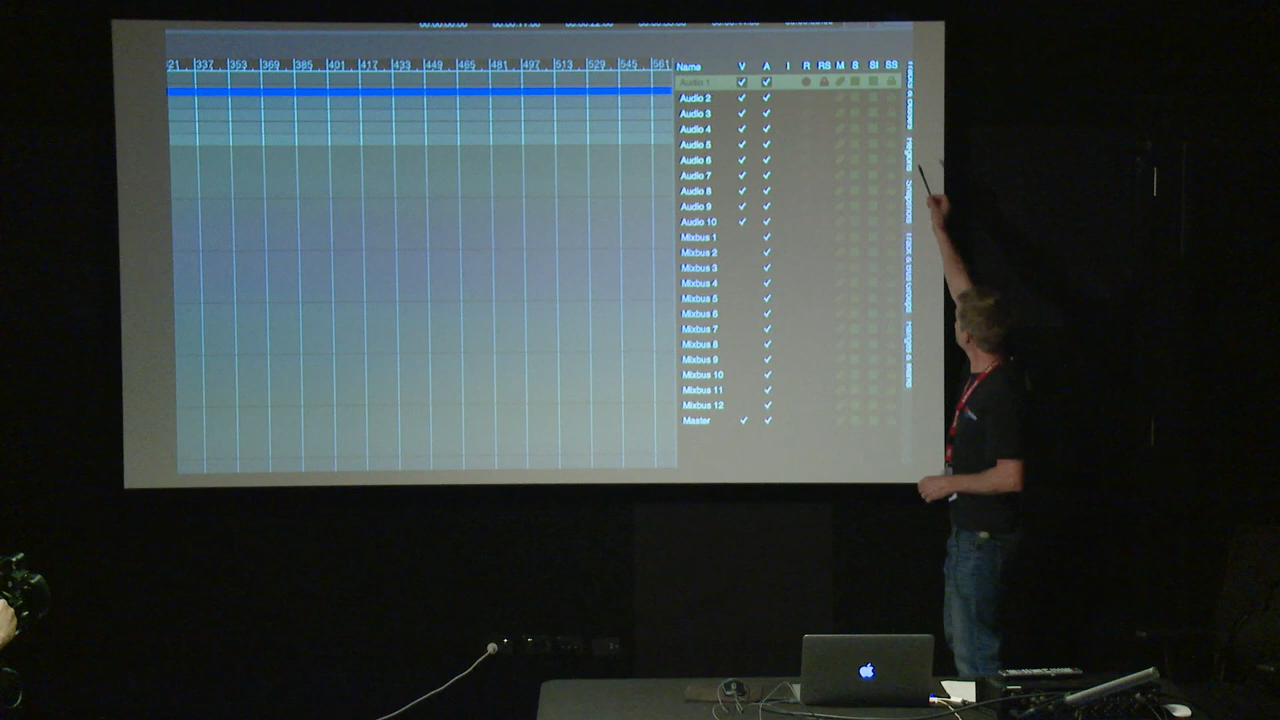 337 353 369 385 401 417 433 449 465 481 497 513 529 545 561
Name V A I R RS M S SI SS
Audio 1
Audio 2
Audio 3
Audio 4
Audio 5
Audio 6
Audio 7
Audio 8
Audio 9
Audio 10
Mixbus 1
Mixbus 2
Mixbus 3
Mixbus 4
Mixbus 5
Mixbus 6
Mixbus 7
Mixbus 8
Mixbus 9
Mixbus 10
Mixbus 11
Mixbus 12
Master
Regions
Snapshots
Track & Bus Groups